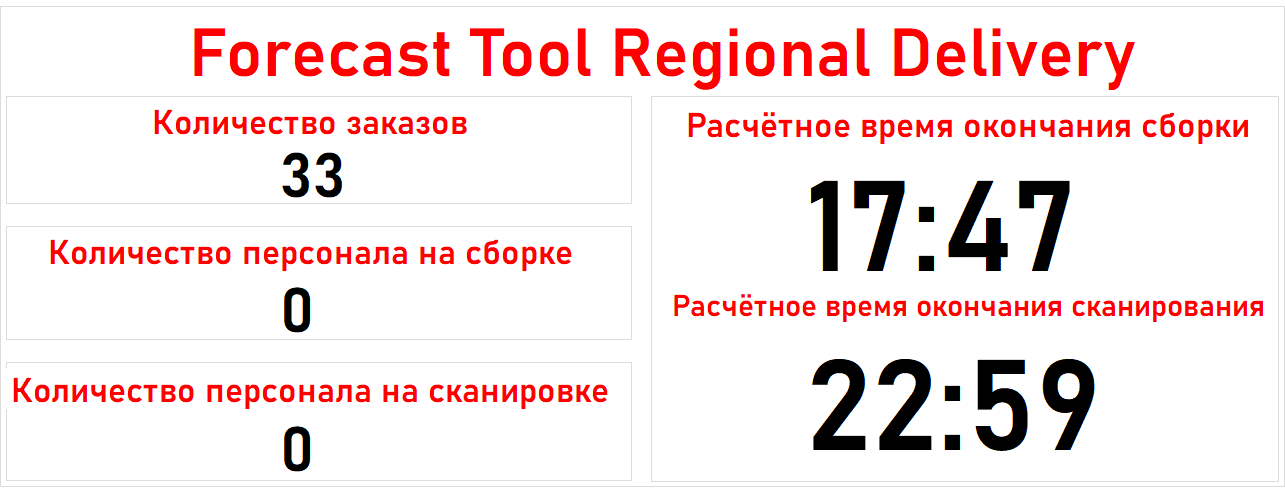 Forecast Tool Regional Delivery
Количество заказов
33
Количество персонала на сборке
0
Количество персонала на сканировке
0
Расчётное время окончания сборки
17:47
Расчётное время окончания сканирования
22:59